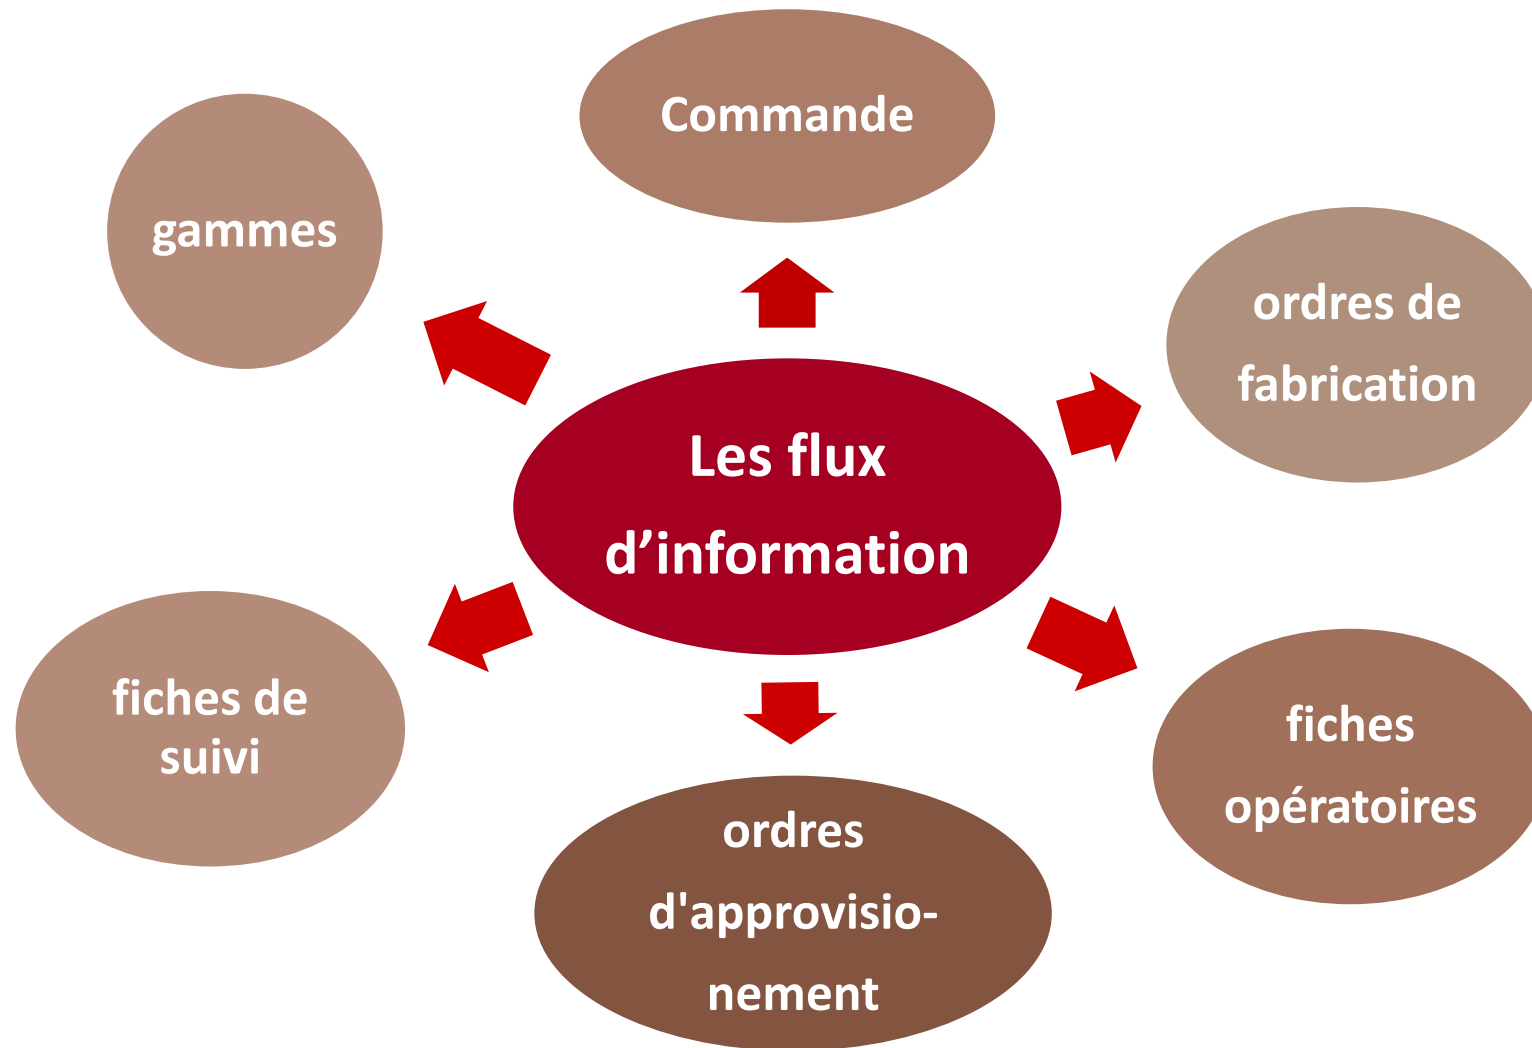 Commande
gammes
ordres de
fabrication
Les flux
d’information
fiches de
suivi
fiches
opératoires
ordres
d'approvisio-
nement